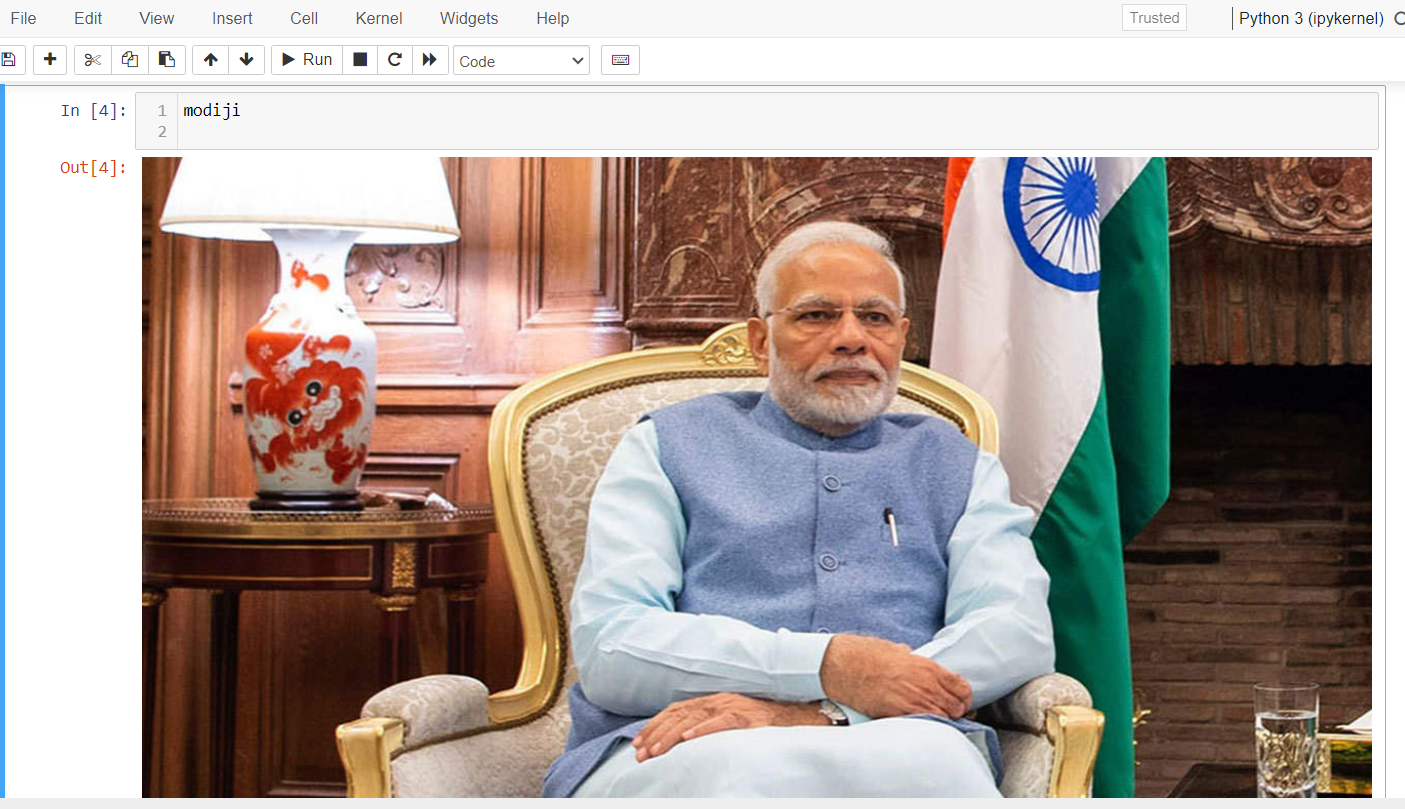 File Edit View Insert Cell Kernel Widgets Help Trusted Python 3 (ipykernel)
Run Code
In [4]: 1 modiji
2
Out[4]: